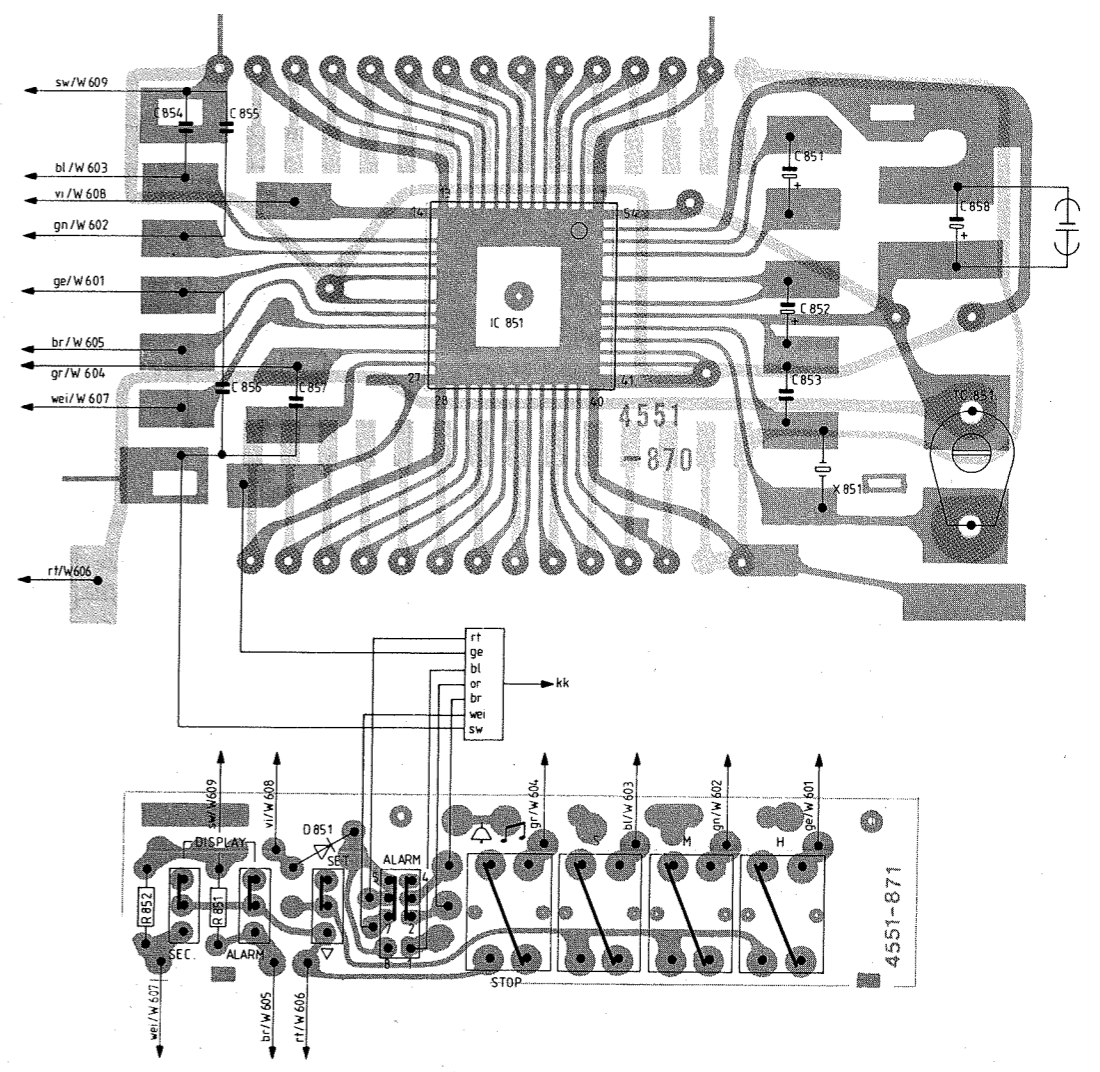 sw/W609
C854
C855
bl/W603
vi/W608
gn/W602
ge/W601
br/W605
gr/W604
wei/W607
C856
C857
rt/W606
13
14
1
54
IC 851
27
28
40
41
4551
-870
C851
C852
C853
X851
C858
TC 851
rt
ge
bl
or
br
wei
sw
kk
sw/W609
vi/W608
D851
DISPLAY
SET
ALARM
4
7
2
8
1
R852
R851
SEC.
ALARM
gr/W604
bl/W603
M
gn/W602
H
ge/W601
STOP
4551-871
wei/W607
br/W605
rt/W606